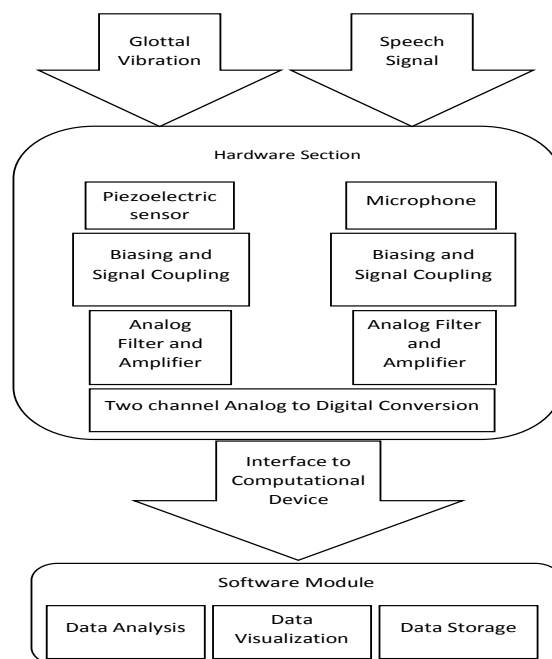 Glottal
Vibration
Speech
Signal
Hardware Section
Piezoelectric
sensor
Microphone
Biasing and
Signal Coupling
Biasing and
Signal Coupling
Analog
Filter and
Amplifier
Analog Filter
and
Amplifier
Two channel Analog to Digital Conversion
Interface to
Computational
Device
Software Module
Data Analysis
Data
Visualization
Data Storage